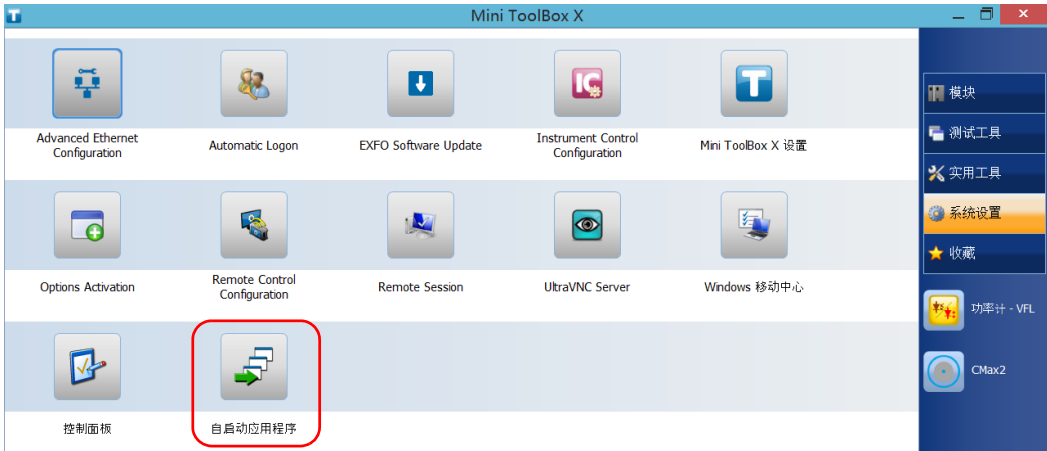 Mini ToolBox X
Advanced Ethernet
Configuration
Automatic Logon
EXFO Software Update
Instrument Control
Configuration
Mini ToolBox X 设置
Options Activation
Remote Control
Configuration
Remote Session
UltraVNC Server
Windows 移动中心
控制面板
自启动应用程序
模块
测试工具
实用工具
系统设置
收藏
功率计 - VFL
CMax2